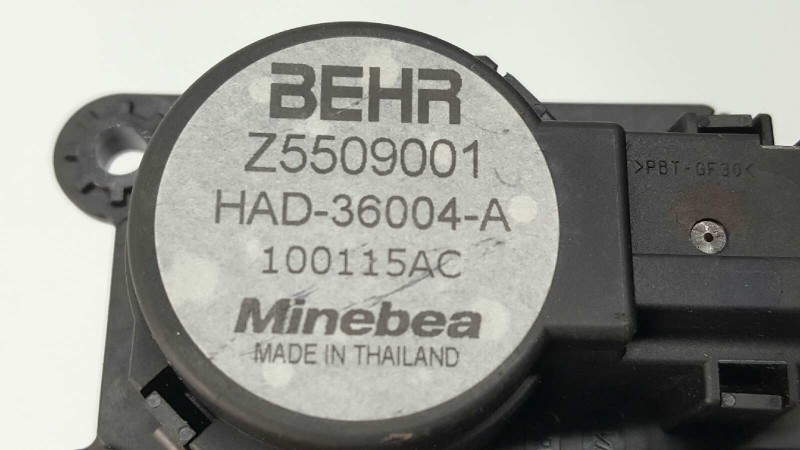 BEHR
Z5509001
HAD-36004-A
100115AC
Minebea
MADE IN THAILAND
>PBT-GF30<